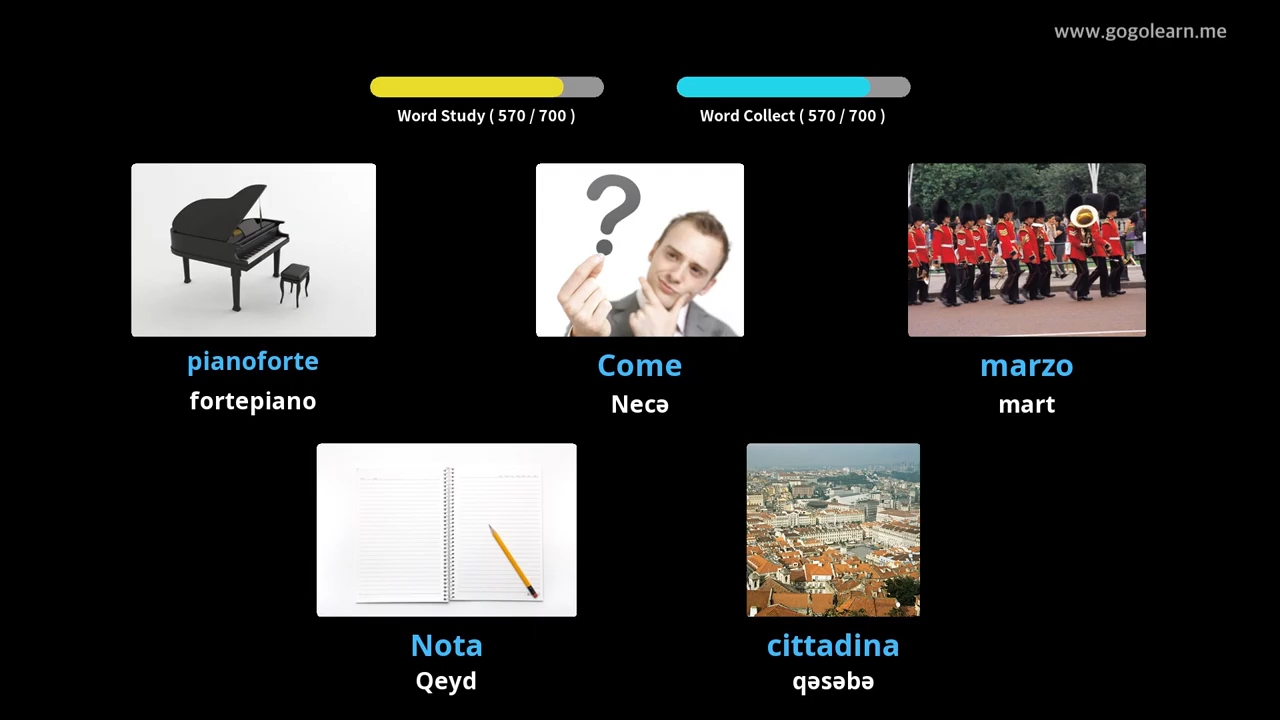 www.gogolearn.me
Word Study ( 570 / 700 )
Word Collect ( 570 / 700 )
pianoforte
fortepiano
Come
Necə
marzo
mart
Nota
Qeyd
cittadina
qəsəbə